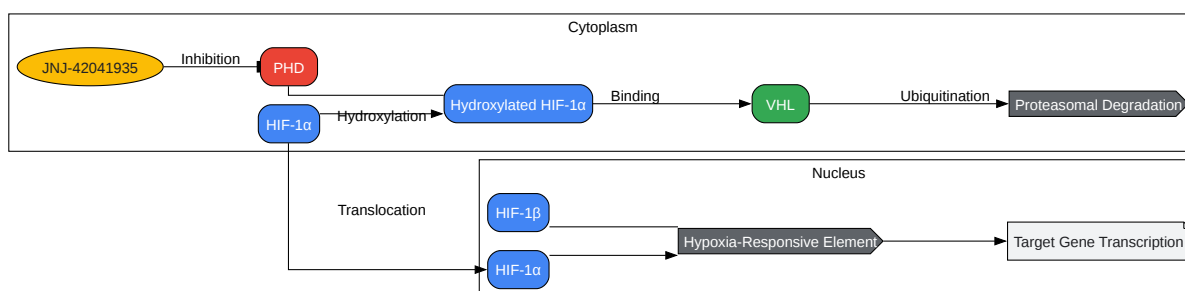 Cytoplasm
JNJ-42041935
Inhibition
PHD
HIF-1α
Hydroxylation
Hydroxylated HIF-1α
Binding
VHL
Ubiquitination
Proteasomal Degradation
Translocation
Nucleus
HIF-1β
HIF-1α
Hypoxia-Responsive Element
Target Gene Transcription